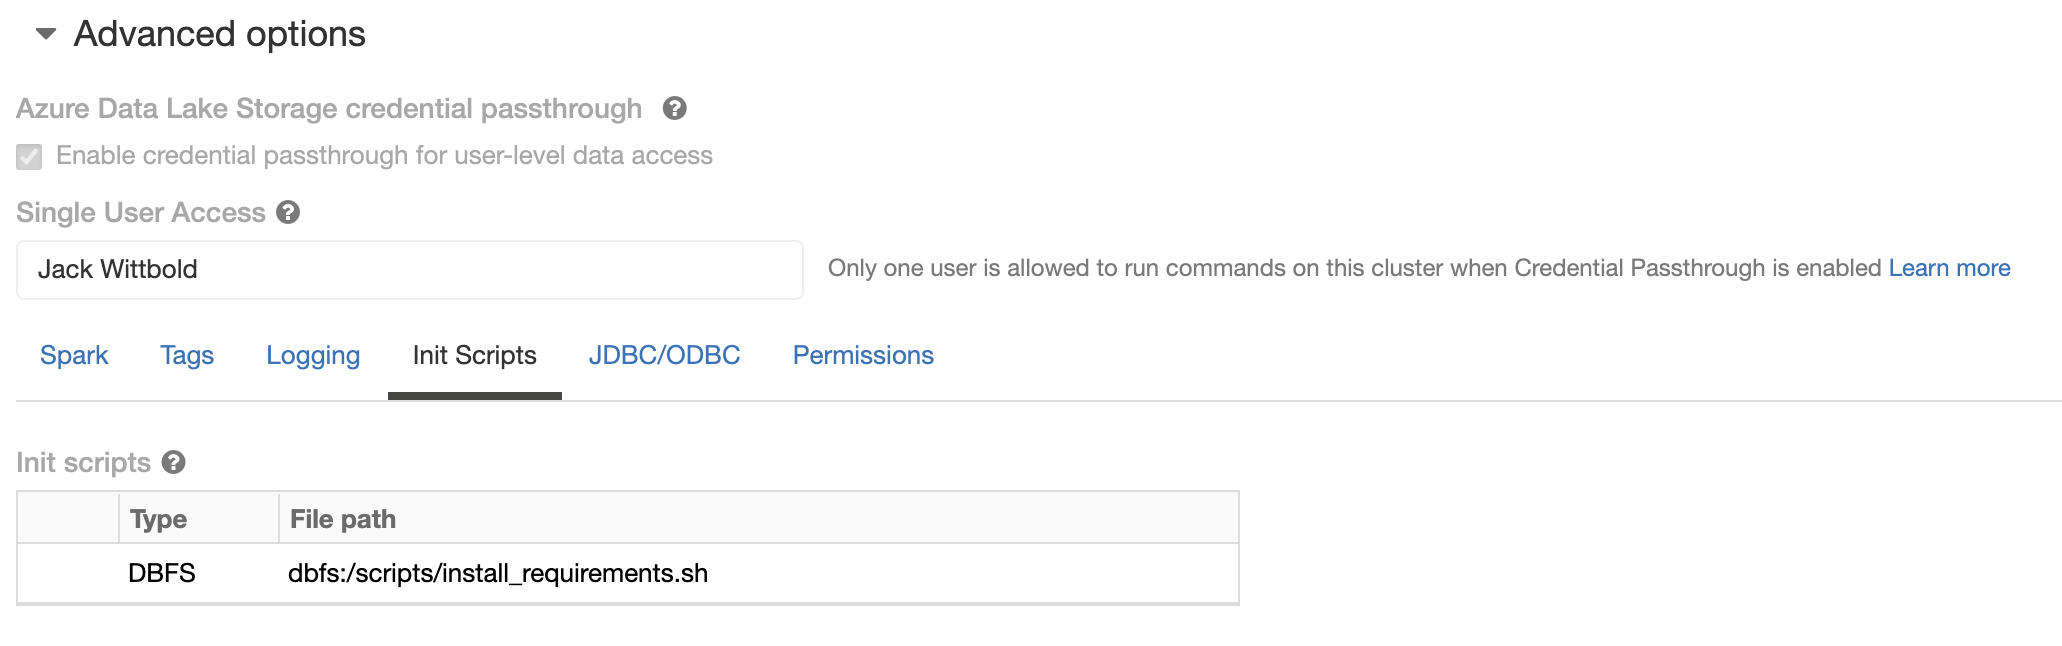 Advanced options
Azure Data Lake Storage credential passthrough
Enable credential passthrough for user-level data access
Single User Access
Jack Wittbold
Only one user is allowed to run commands on this cluster when Credential Passthrough is enabled Learn more
Spark Tags Logging Init Scripts JDBC/ODBC Permissions
Init scripts
Type File path
DBFS dbfs:/scripts/install_requirements.sh